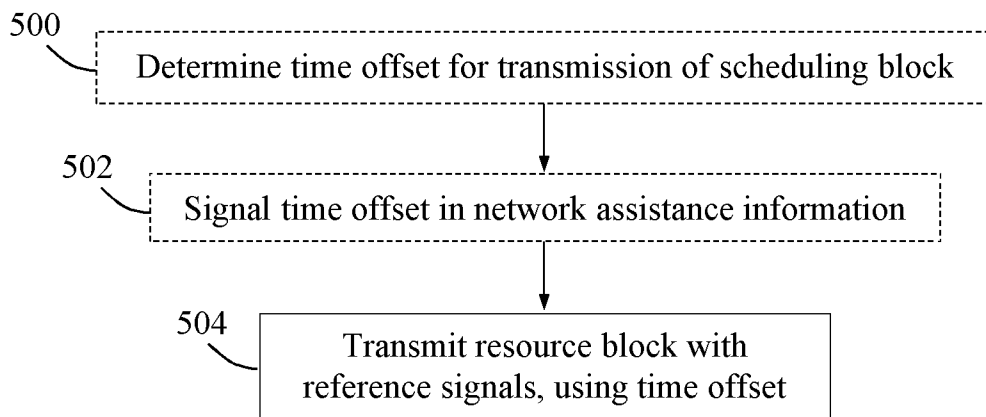 500
Determine time offset for transmission of scheduling block
502
Signal time offset in network assistance information
504
Transmit resource block with
reference signals, using time offset